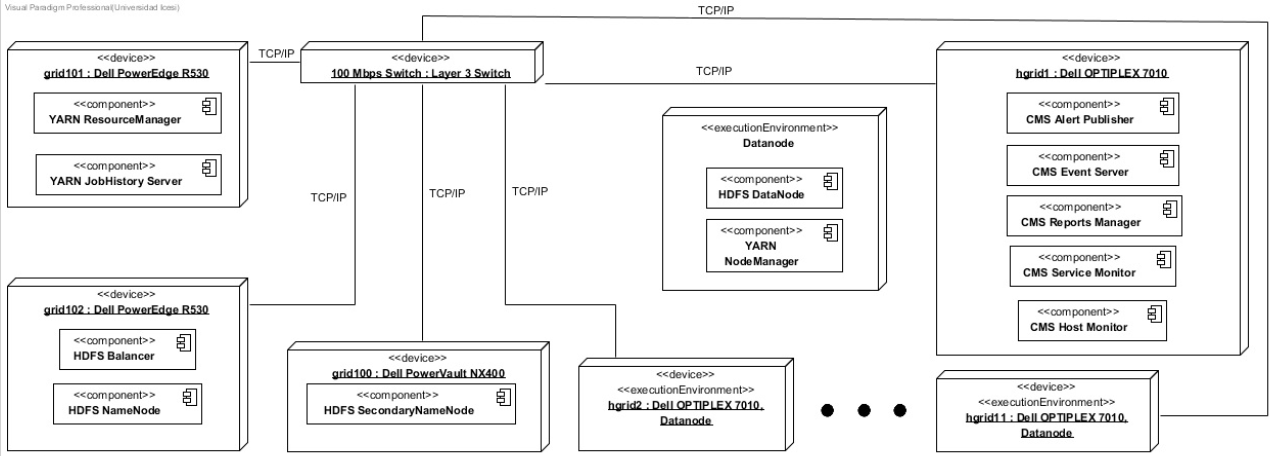 Visual Paradigm Professional(Universidad Icesi)
TCP/IP
<<device>>
grid101 : Dell PowerEdge R530
<<component>>
YARN ResourceManager
<<component>>
YARN JobHistory Server
TCP/IP
<<device>>
100 Mbps Switch : Layer 3 Switch
TCP/IP
<<device>>
hgrid1 : Dell OPTIPLEX 7010
<<component>>
CMS Alert Publisher
<<component>>
CMS Event Server
<<component>>
CMS Reports Manager
<<component>>
CMS Service Monitor
<<component>>
CMS Host Monitor
<<executionEnvironment>>
Datanode
<<component>>
HDFS DataNode
<<component>>
YARN
NodeManager
TCP/IP
TCP/IP
TCP/IP
<<device>>
grid102 : Dell PowerEdge R530
<<component>>
HDFS Balancer
<<component>>
HDFS NameNode
<<device>>
grid100 : Dell PowerVault NX400
<<component>>
HDFS SecondaryNameNode
<<device>>
<<executionEnvironment>>
hgrid2 : Dell OPTIPLEX 7010,
Datanode
<<device>>
<<executionEnvironment>>
hgrid11 : Dell OPTIPLEX 7010,
Datanode